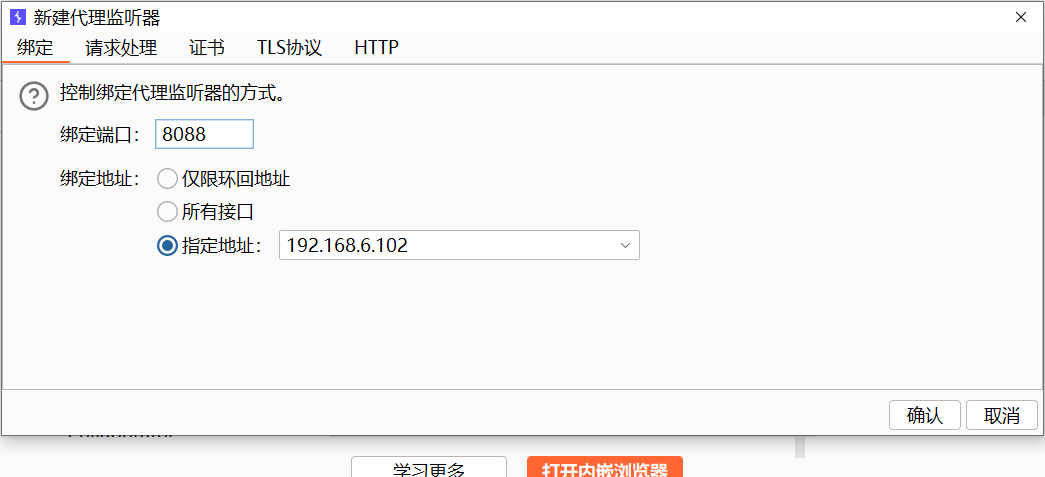 新建代理监听器
绑定 请求处理 证书 TLS协议 HTTP
控制绑定代理监听器的方式。
绑定端口： 8088
绑定地址： 仅限环回地址
所有接口
指定地址： 192.168.6.102
确认 取消
学习更多 打开内嵌浏览器